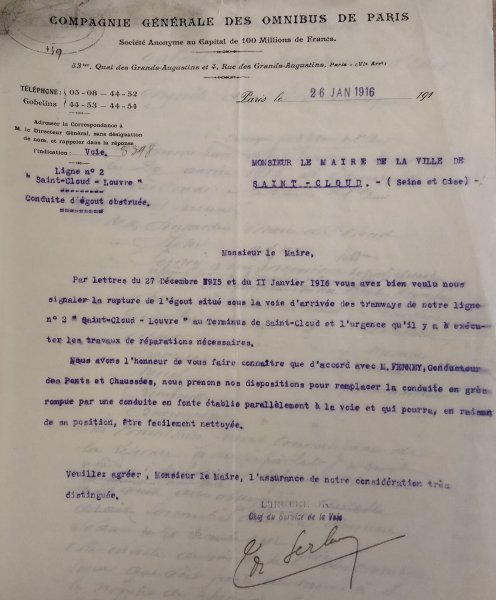 COMPAGNIE GÉNÉRALE DES OMNIBUS DE PARIS
Société Anonyme au Capital de 100 Millions de Francs.
53ter, Quai des Grands-Augustins et 4, Rue des Grands-Augustins, Paris - (VIe Arrt)
TÉLÉPHONE: 05-08-44-52
Gobelins 44-53-44-54
Paris le 26 JAN 1916 191
Adresser la Correspondance à
M. le Directeur Général, sans désignation
de nom, et rappeler dans la réponse
l'indication: Voie. 5398
Ligne n° 2
" Saint-Cloud - Louvre "
Conduite d'égout obstruée.
MONSIEUR LE MAIRE DE LA VILLE DE
SAINT-CLOUD. - (Seine et Oise) -
Monsieur le Maire,
Par lettres du 27 Décembre 1915 et du 11 Janvier 1916 vous avez bien voulu nous
signaler la rupture de l'égout situé sous la voie d'arrivée des tramways de notre ligne
n° 2 "Saint-Cloud - Louvre" au Terminus de Saint-Cloud et l'urgence qu'il y a à exécu-
ter les travaux de réparations nécessaires.
Nous avons l'honneur de vous faire connaître que d'accord avec M. FENNEY, Conducteur
des Ponts et Chaussées, nous prenons nos dispositions pour remplacer la conduite en grès
rompue par une conduite en fonte établie parallèlement à la voie et qui pourra, en raison
de sa position, être facilement nettoyée.
Veuillez agréer, Monsieur le Maire, l'assurance de notre considération très
distinguée.
Chef du Service de la Voie